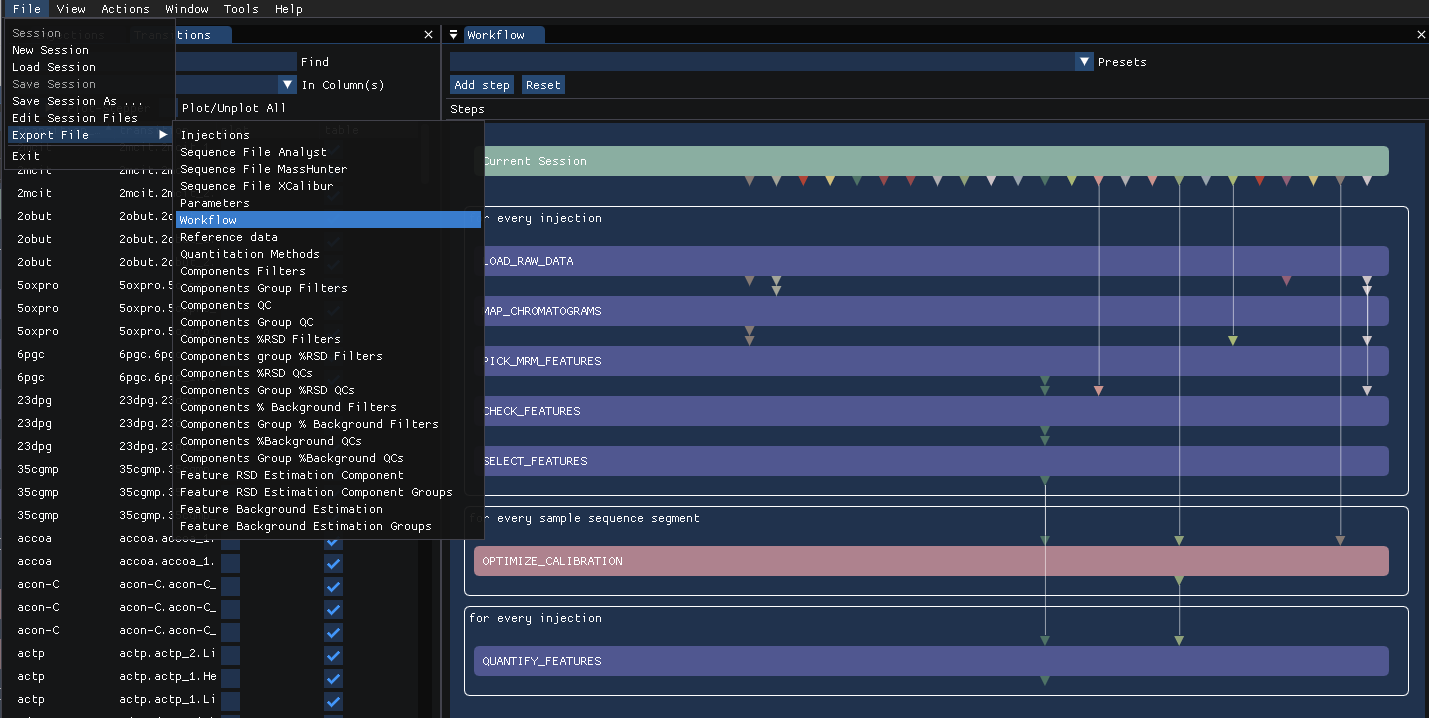 File View Actions Window Tools Help
Session
New Session
Load Session
Save Session
Save Session As ...
Edit Session Files
Export File
Exit
Injections
Sequence File Analyst
Sequence File MassHunter
Sequence File XCalibur
Parameters
Workflow
Reference data
Quantitation Methods
Components Filters
Components Group Filters
Components QC
Components Group QC
Components %RSD Filters
Components group %RSD Filters
Components %RSD QCs
Components Group %RSD QCs
Components % Background Filters
Components Group % Background Filters
Components %Background QCs
Components Group %Background QCs
Feature RSD Estimation Component
Feature RSD Estimation Component Groups
Feature Background Estimation
Feature Background Estimation Groups
Transitions
Find
In Column(s)
Plot/Unplot All
table
2mcit 2mcit.2m
2mcit 2mcit.2mc
2obut 2obut.2o
2obut 2obut.2o
2obut 2obut.2o
5oxpro 5oxpro.5
5oxpro 5oxpro.5
5oxpro 5oxpro.5
6pgc 6pgc.6pg
6pgc 6pgc.6pg
23dpg 23dpg.23
23dpg 23dpg.23
23dpg 23dpg.23
35cgmp 35cgmp.3
35cgmp 35cgmp.3
35cgmp 35cgmp.3
accoa accoa.accoa_1.
accoa accoa.accoa_1.
acon-C acon-C.acon-C_
acon-C acon-C.acon-C_
acon-C acon-C.acon-C_
actp actp.actp_2.Li
actp actp.actp_1.He
actp actp.actp_1.Li
Workflow
Presets
Add step Reset
Steps
Current Session
r every injection
LOAD_RAW_DATA
MAP_CHROMATOGRAMS
PICK_MRM_FEATURES
CHECK_FEATURES
SELECT_FEATURES
for every sample sequence segment
OPTIMIZE_CALIBRATION
for every injection
QUANTIFY_FEATURES